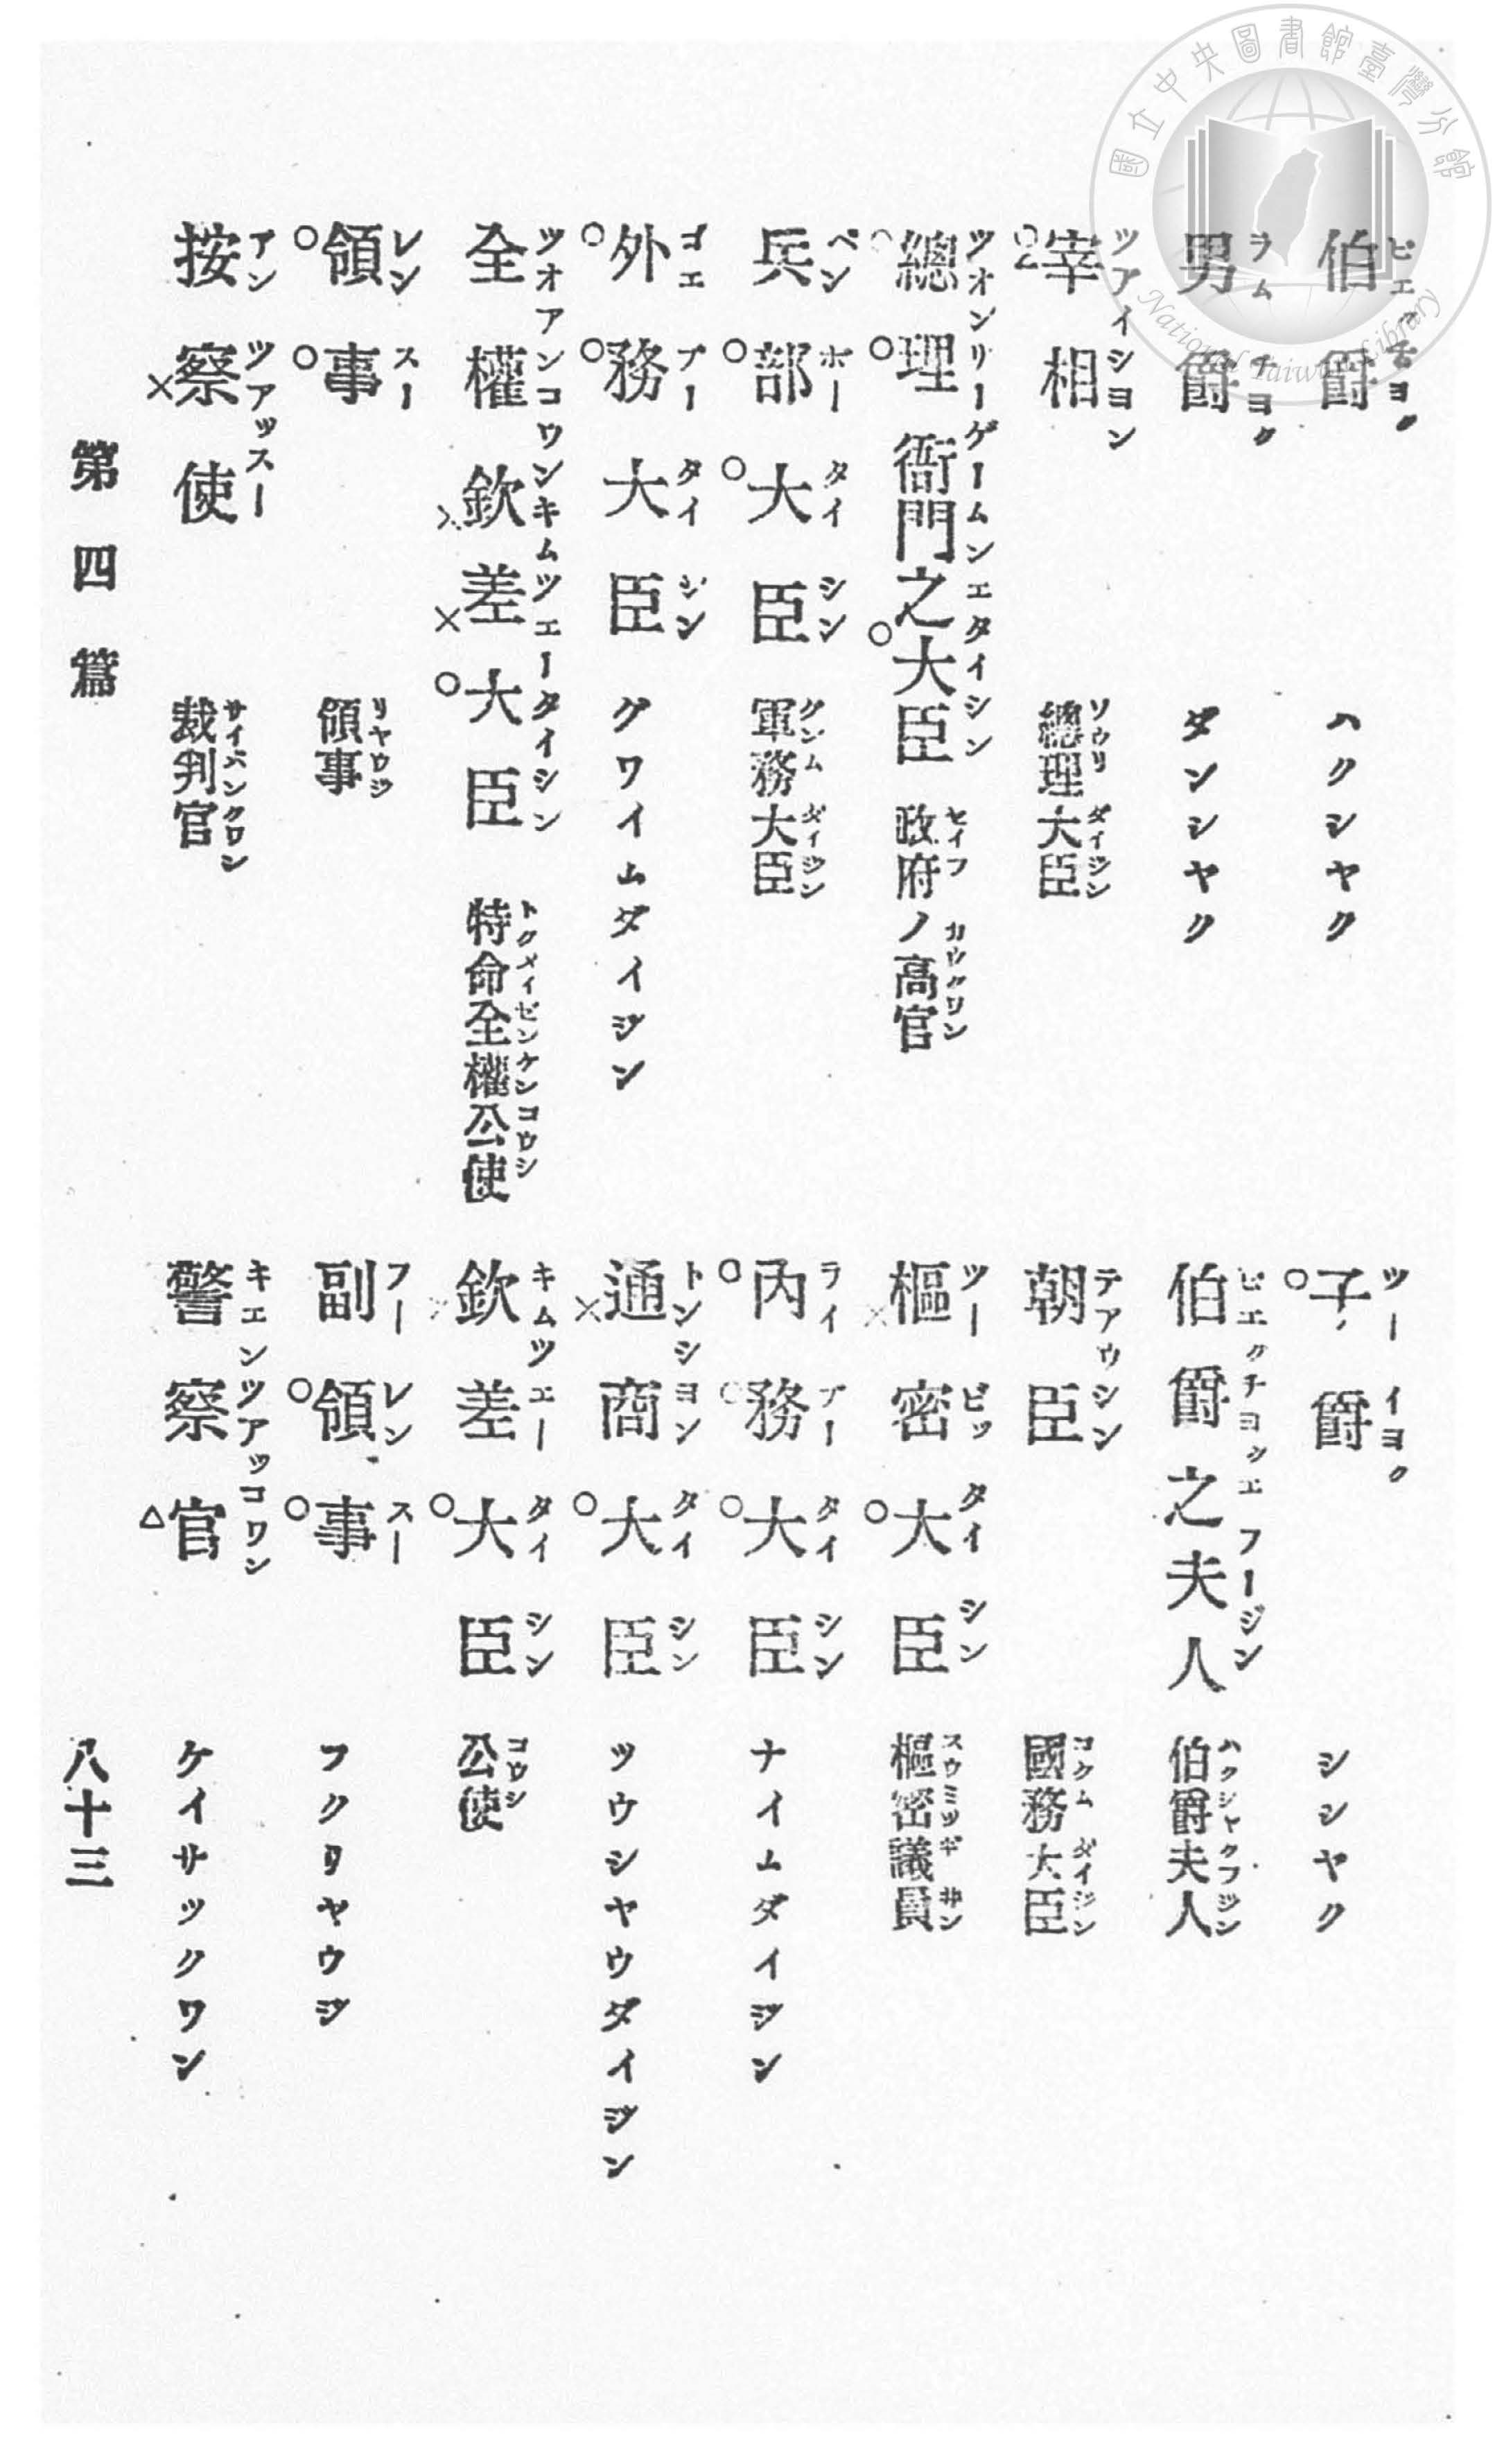 國立中央圖書館臺灣分館
National Taiwan Library
伯爵 ハクシヤク
子爵 ツー イヨク シシヤク
男爵 ラム チヨク ダンシヤク
伯爵之夫人 ピエクチヨクエ フージン 伯爵夫人 ハクシヤクフジン
宰相 ツアイシヨン 總理大臣 ソウリ ダイジン
朝臣 テアウシン 國務大臣 コクム ダイジン
總理衙門之大臣 ツオンリーゲームンエタイシン 政府ノ高官 セイフ カウクワン
樞密大臣 ツー ビッ タイ シン 樞密議員 スウミツギ井ン
兵部大臣 ペン ホー タイ シン 軍務大臣 グンム ダイジン
內務大臣 ライ ブー タイ シン ナイムダイジン
外務大臣 ゴエ ブー タイ シン グワイムダイジン
通商大臣 トンシヨン タイ シン ツウシヤウダイジン
全權欽差大臣 ツオアンコワンキムツエータイシン 特命全權公使 トクメイゼンケンコウシ
欽差大臣 キムツエー タイ シン 公使 コウシ
領事 レン スー 領事 リヤウジ
副領事 フー レン スー フクリヤウジ
按察使 アン ツアッスー 裁判官 サイバンクワン
警察官 キエンツアッコワン ケイサックワン
第四篇
八十三